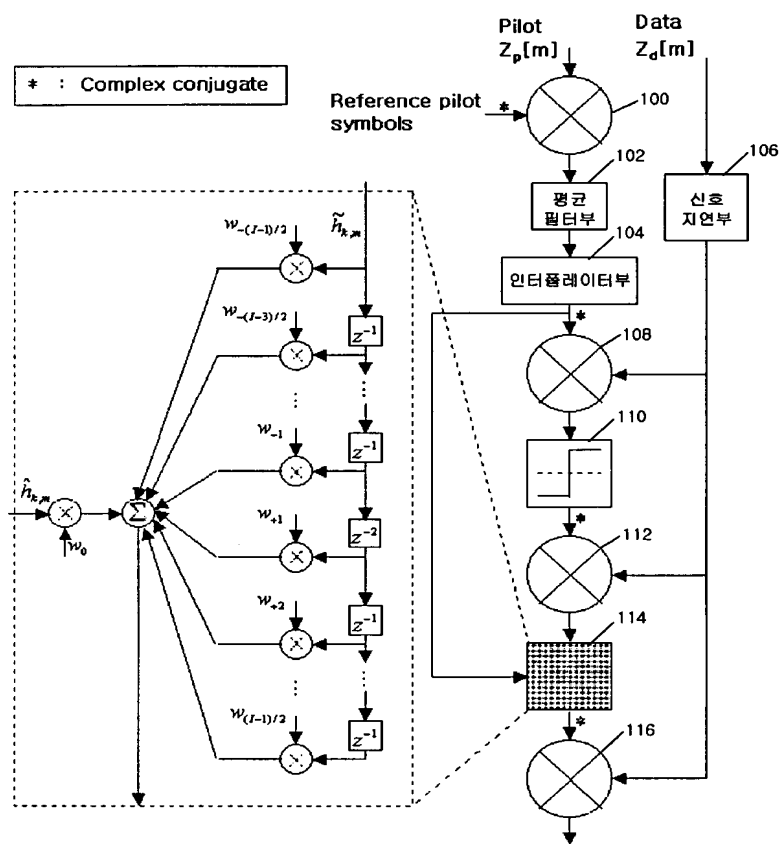 Pilot
Z_p[m]
Data
Z_d[m]
* : Complex conjugate
Reference pilot
symbols
*
100
102
평균
필터부
106
신호
지연부
104
인터폴레이터부
*
108
110
*
112
114
*
116
h̃_{k,m}
w_{-(I-1)/2}
z^{-1}
w_{-(I-3)/2}
z^{-1}
w_{-1}
ĥ_{k,m}
w_0
Σ
z^{-2}
w_{+1}
z^{-1}
w_{+2}
z^{-1}
w_{(I-1)/2}